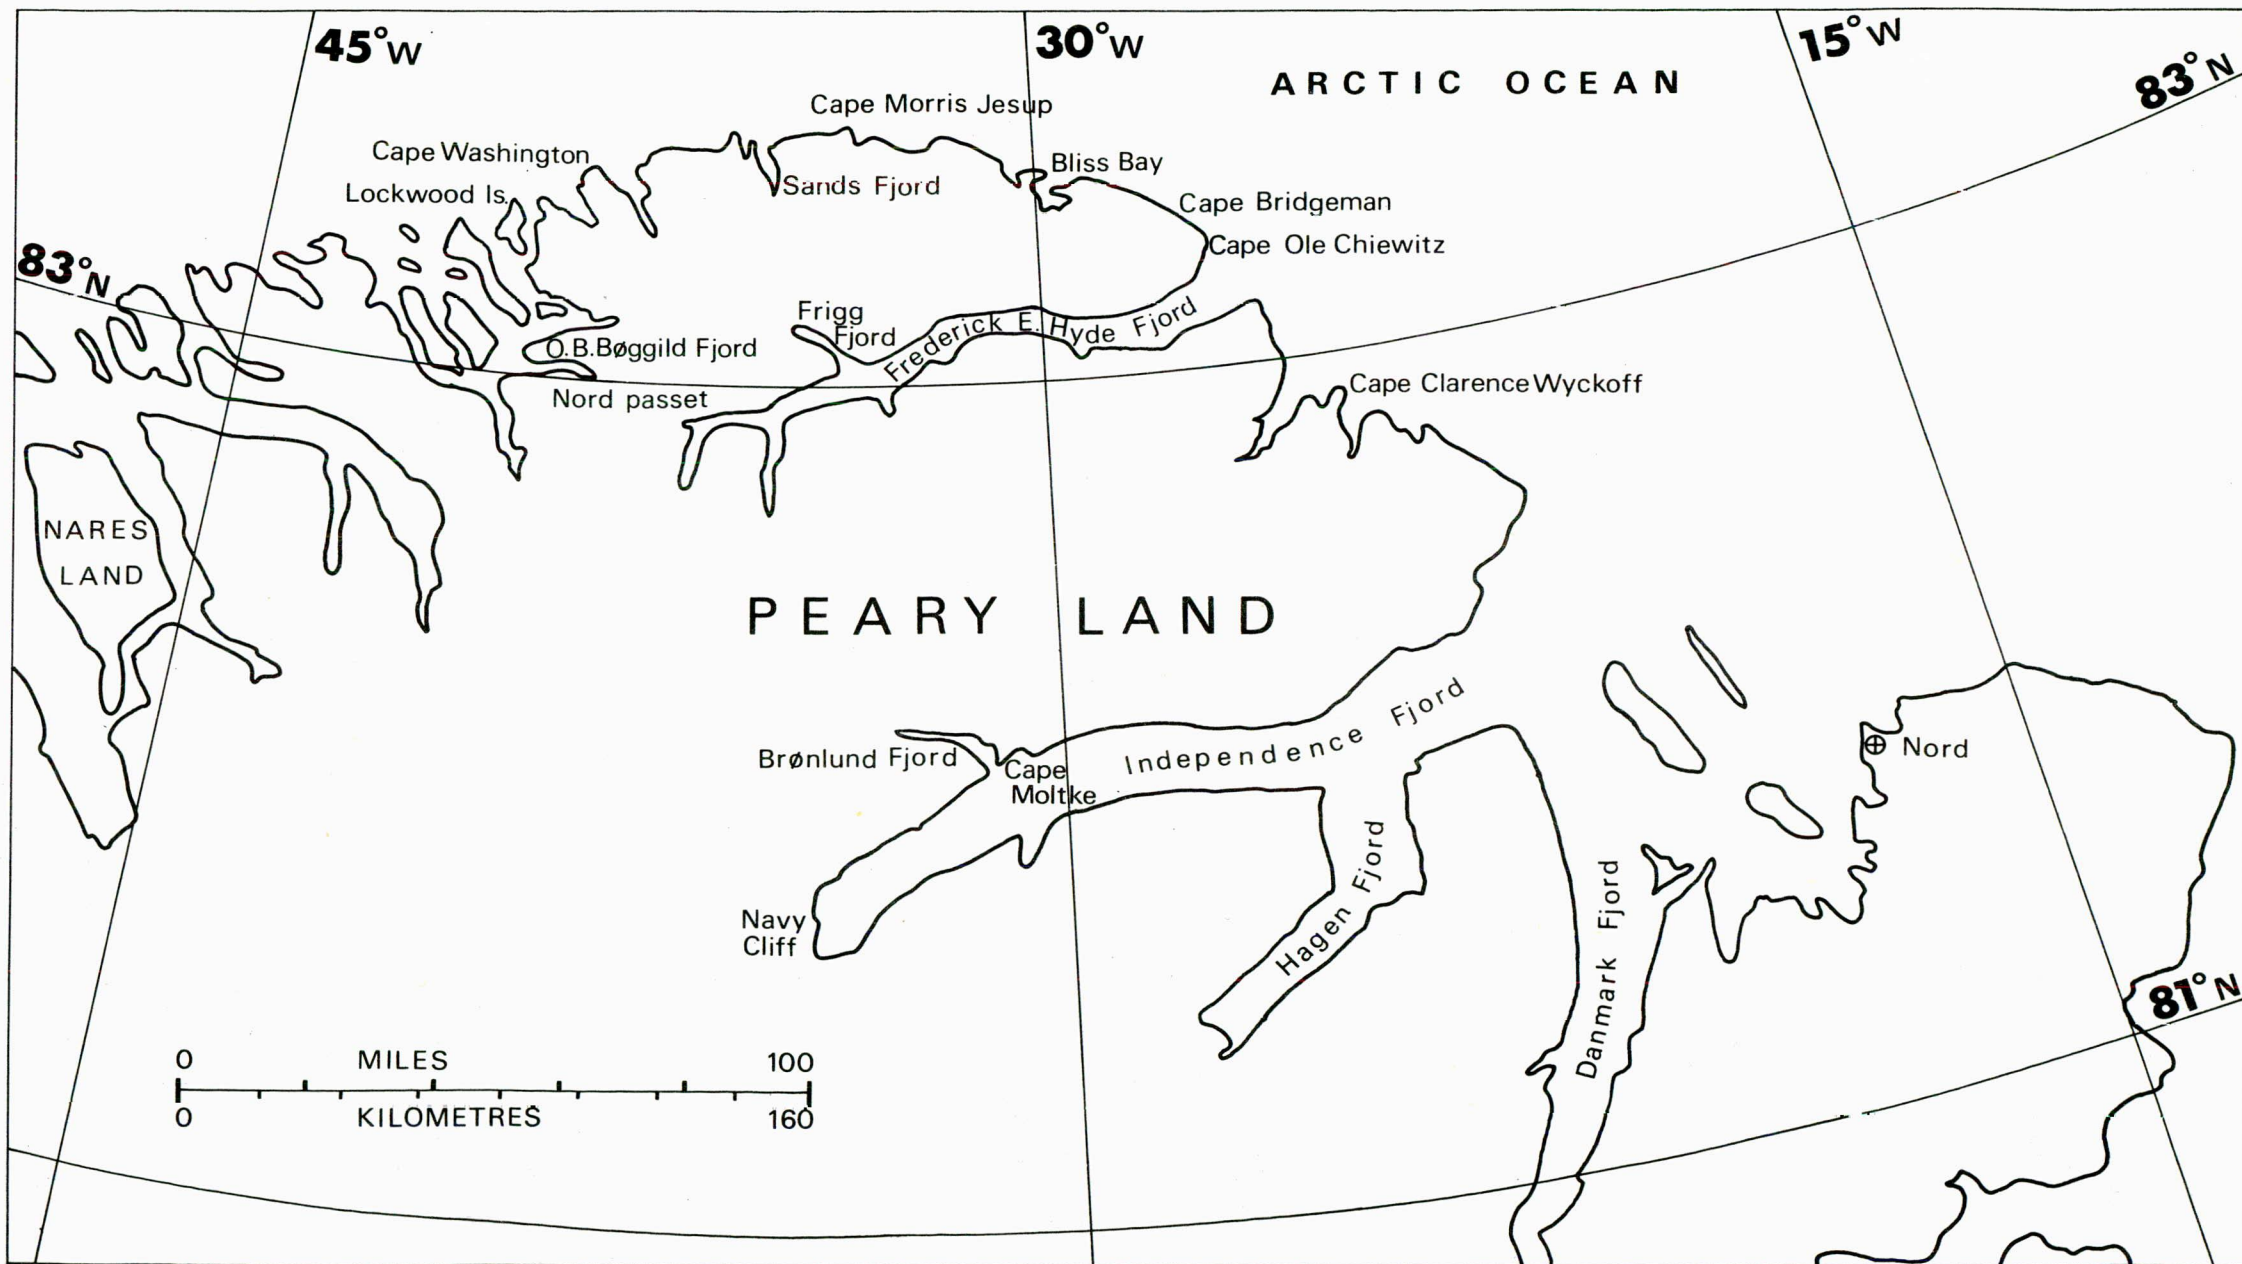 45°W
30°W
15°W
83°N
ARCTIC OCEAN
Cape Morris Jesup
Cape Washington
Bliss Bay
Sands Fjord
Lockwood Is.
Cape Bridgeman
Cape Ole Chiewitz
83°N
Frigg
Fjord
Frederick E. Hyde Fjord
O.B.Bøggild Fjord
Cape Clarence Wyckoff
Nord passet
NARES
LAND
PEARY LAND
Independence Fjord
Brønlund Fjord
Cape
Moltke
Nord
Hagen Fjord
Danmark Fjord
Navy
Cliff
81°N
0 MILES 100
0 KILOMETRES 160